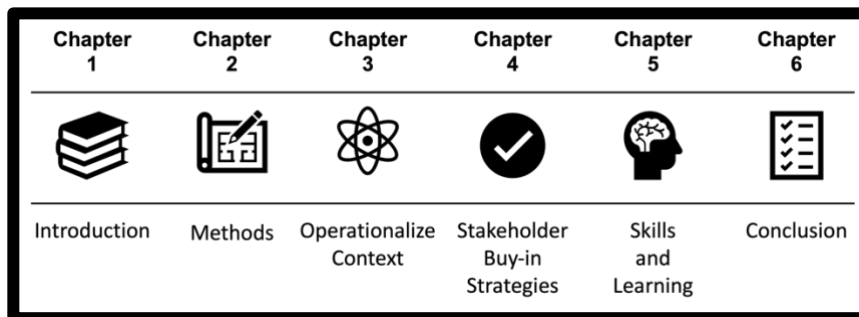 Chapter
1
Chapter
2
Chapter
3
Chapter
4
Chapter
5
Chapter
6
Introduction
Methods
Operationalize
Context
Stakeholder
Buy-in
Strategies
Skills
and
Learning
Conclusion